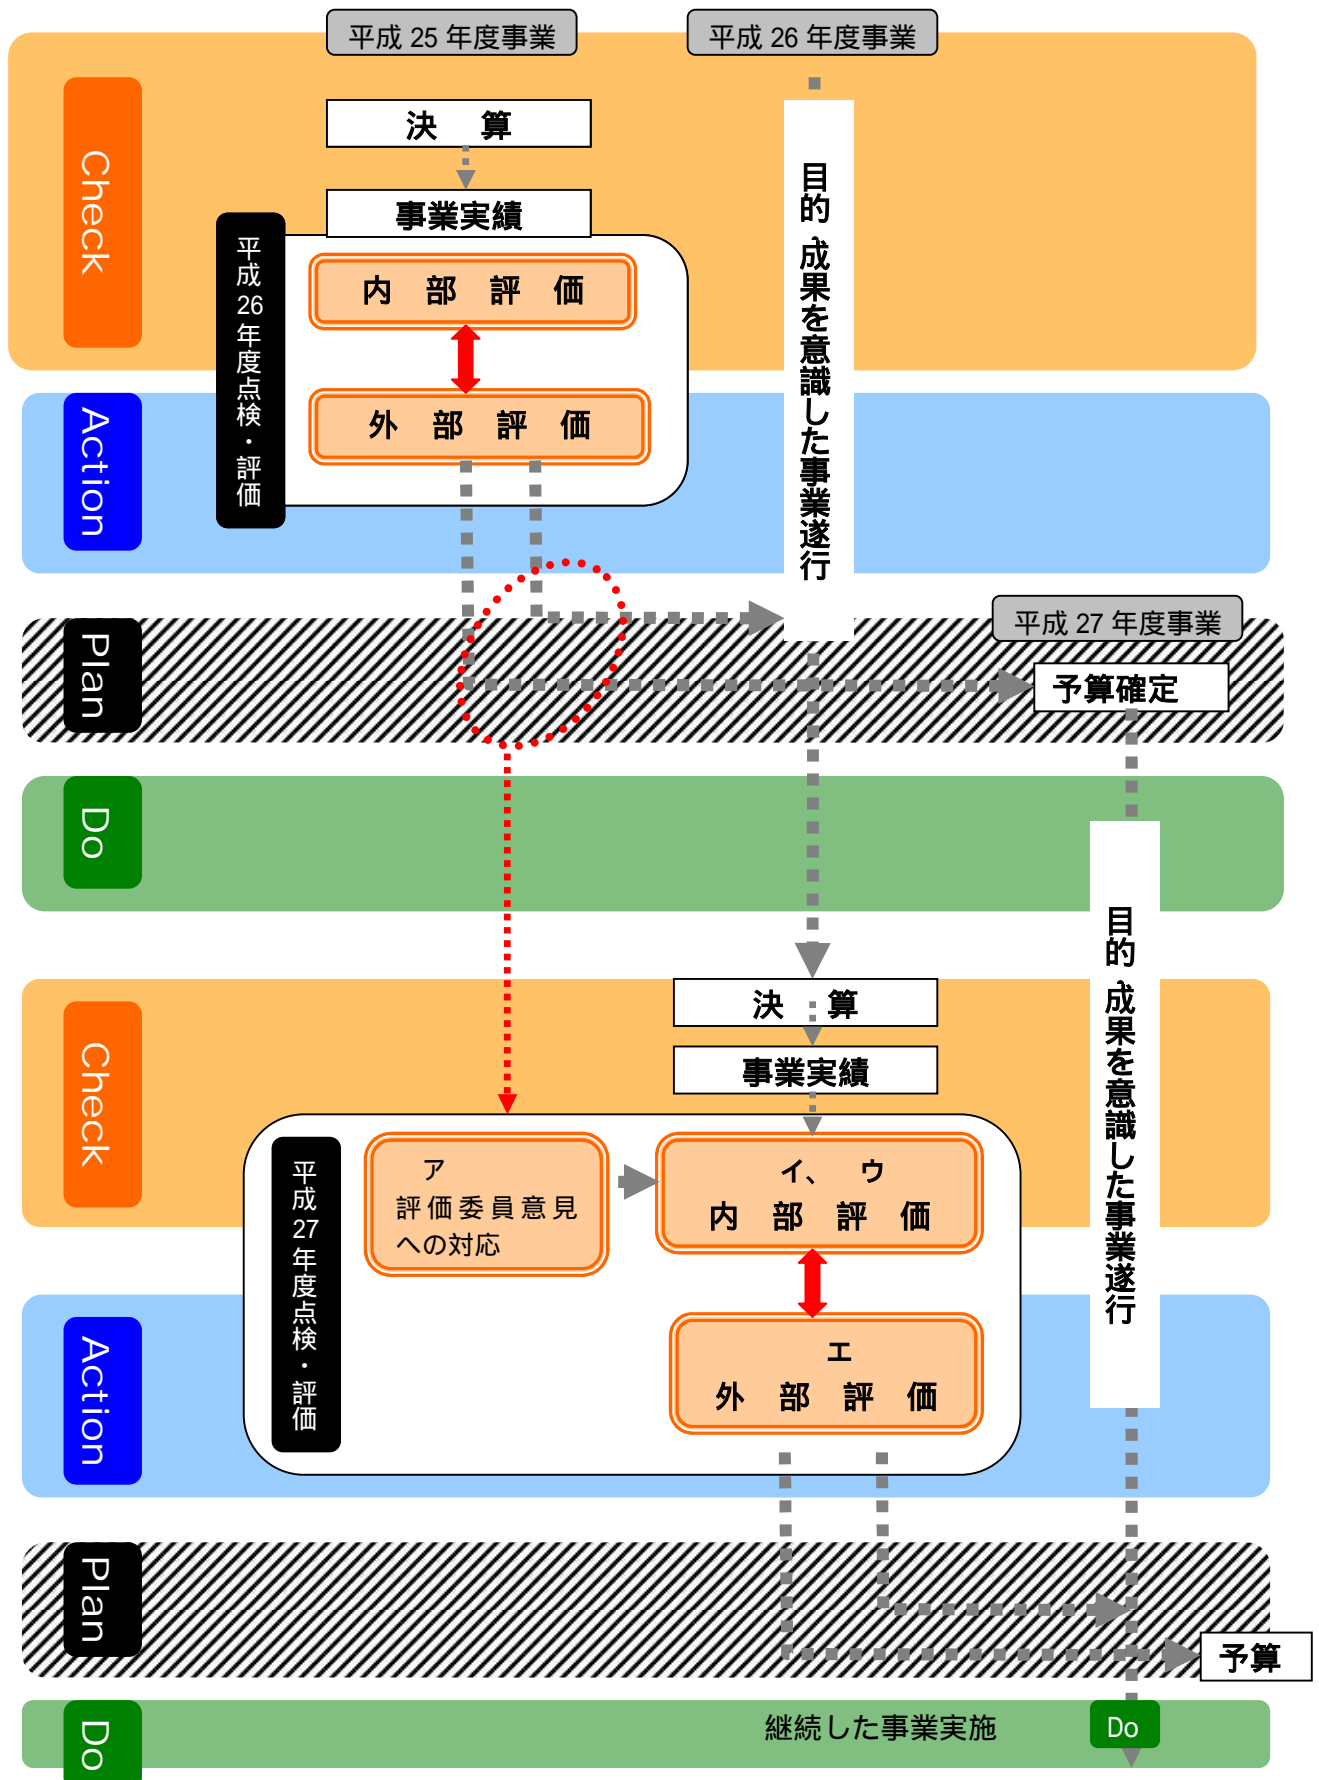 平成 25 年度事業
平成 26 年度事業
Check
決　算
事業実績
平成26年度点検・評価
内　部　評　価
目的、成果を意識した事業遂行
Action
外　部　評　価
Plan
平成 27 年度事業
予算確定
Do
目的、成果を意識した事業遂行
Check
決　算
事業実績
平成27年度点検・評価
ア
評価委員意見
への対応
イ、　ウ
内　部　評　価
Action
エ
外　部　評　価
Plan
予算
Do
継続した事業実施
Do